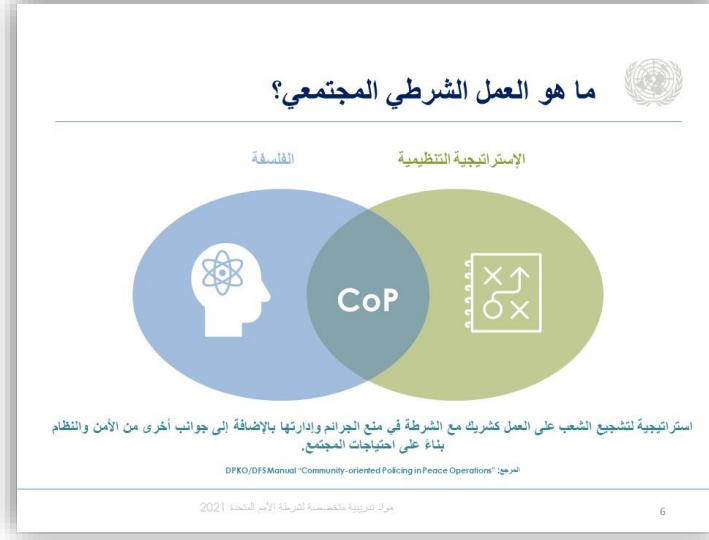 ما هو العمل الشرطي المجتمعي؟
الإستراتيجية التنظيمية
الفلسفة
CoP
استراتيجية لتشجيع الشعب على العمل كشريك مع الشرطة في منع الجرائم وإدارتها بالإضافة إلى جوانب أخرى من الأمن والنظام
بناءً على احتياجات المجتمع.
المرجع: "Community-oriented Policing in Peace Operations" DPKO/DFS Manual
مواد تدريبية متخصصة لشرطة الأمم المتحدة 2021
6